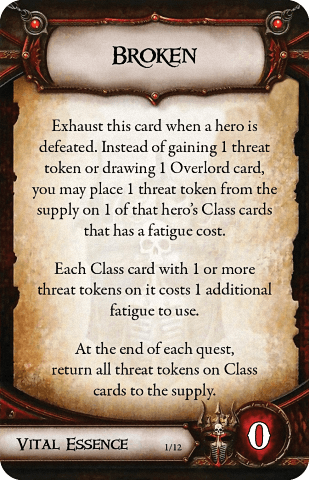 Broken
Exhaust this card when a hero is
defeated. Instead of gaining 1 threat
token or drawing 1 Overlord card,
you may place 1 threat token from the
supply on 1 of that hero's Class cards
that has a fatigue cost.
Each Class card with 1 or more
threat tokens on it costs 1 additional
fatigue to use.
At the end of each quest,
return all threat tokens on Class
cards to the supply.
Vital Essence 1/12 0